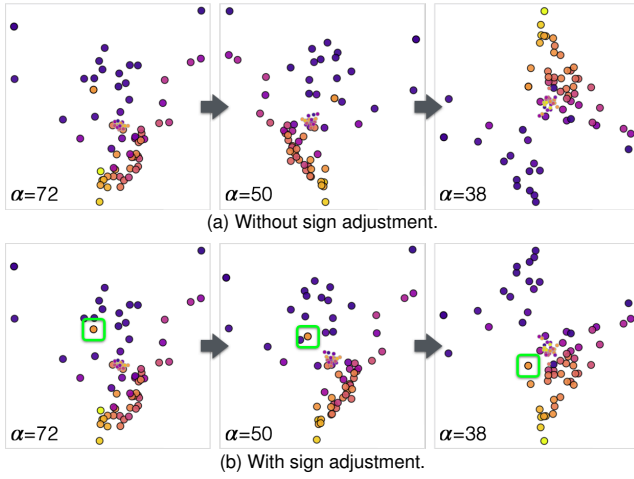 α=72
α=50
α=38
(a) Without sign adjustment.
α=72
α=50
α=38
(b) With sign adjustment.